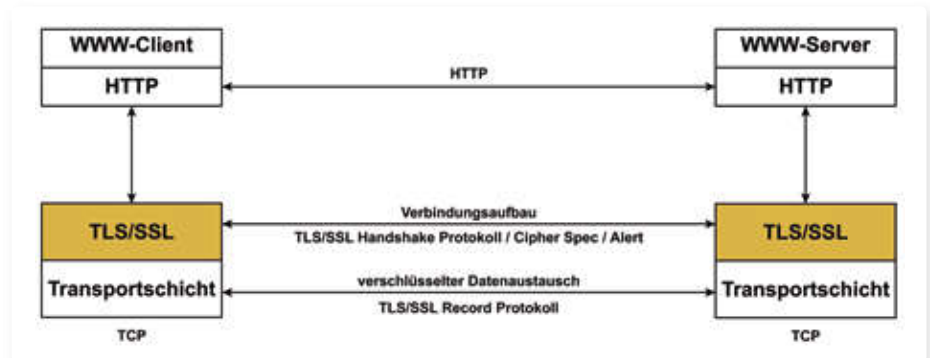 WWW-Client
WWW-Server
HTTP
HTTP
HTTP
Verbindungsaufbau
TLS/SSL
TLS/SSL Handshake Protokoll / Cipher Spec / Alert
TLS/SSL
verschlüsselter Datenaustausch
Transportschicht
Transportschicht
TLS/SSL Record Protokoll
TCP
TCP